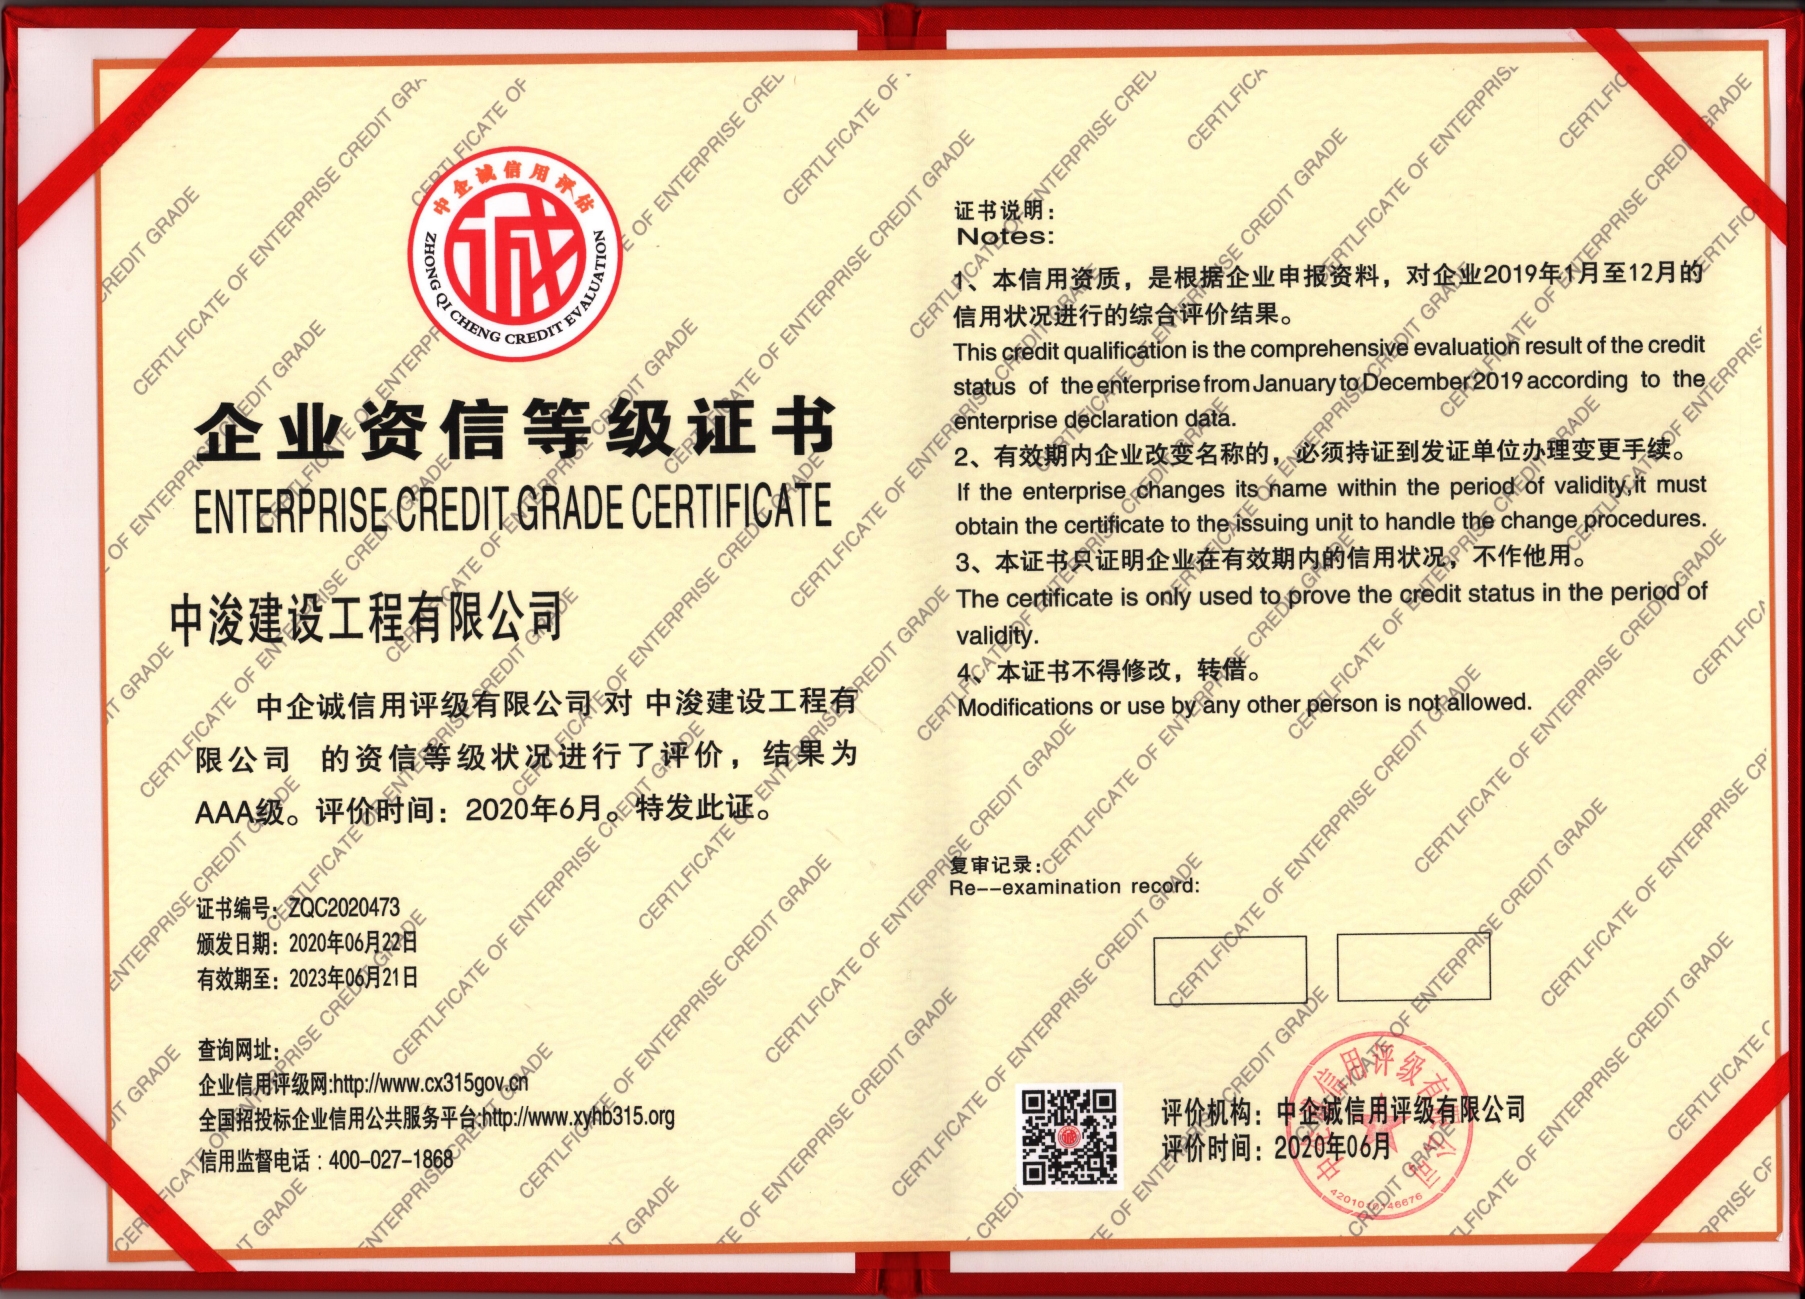 中企诚信用评估
诚
ZHONG QI CHENG CREDIT EVALUATION
企业资信等级证书
ENTERPRISE CREDIT GRADE CERTIFICATE
中浚建设工程有限公司
中企诚信用评级有限公司 对 中浚建设工程有
限公司 的资信等级状况进行了评价，结果为
AAA级。评价时间：2020年6月。特发此证。
证书编号：ZQC2020473
颁发日期：2020年06月22日
有效期至：2023年06月21日
查询网址：
企业信用评级网:http://www.cx315gov.cn
全国招投标企业信用公共服务平台:http://www.xyhb315.org
信用监督电话：400-027-1868
证书说明：
Notes:
1、本信用资质，是根据企业申报资料，对企业2019年1月至12月的
信用状况进行的综合评价结果。
This credit qualification is the comprehensive evaluation result of the credit
status of the enterprise from January to December 2019 according to the
enterprise declaration data.
2、有效期内企业改变名称的，必须持证到发证单位办理变更手续。
If the enterprise changes its name within the period of validity,it must
obtain the certificate to the issuing unit to handle the change procedures.
3、本证书只证明企业在有效期内的信用状况，不作他用。
The certificate is only used to prove the credit status in the period of
validity.
4、本证书不得修改，转借。
Modifications or use by any other person is not allowed.
复审记录：
Re--examination record:
评价机构：中企诚信用评级有限公司
评价时间：2020年06月
中企诚信用评级有限公司
4201010146676
CERTLFICATE OF ENTERPRISE CREDIT GRADE